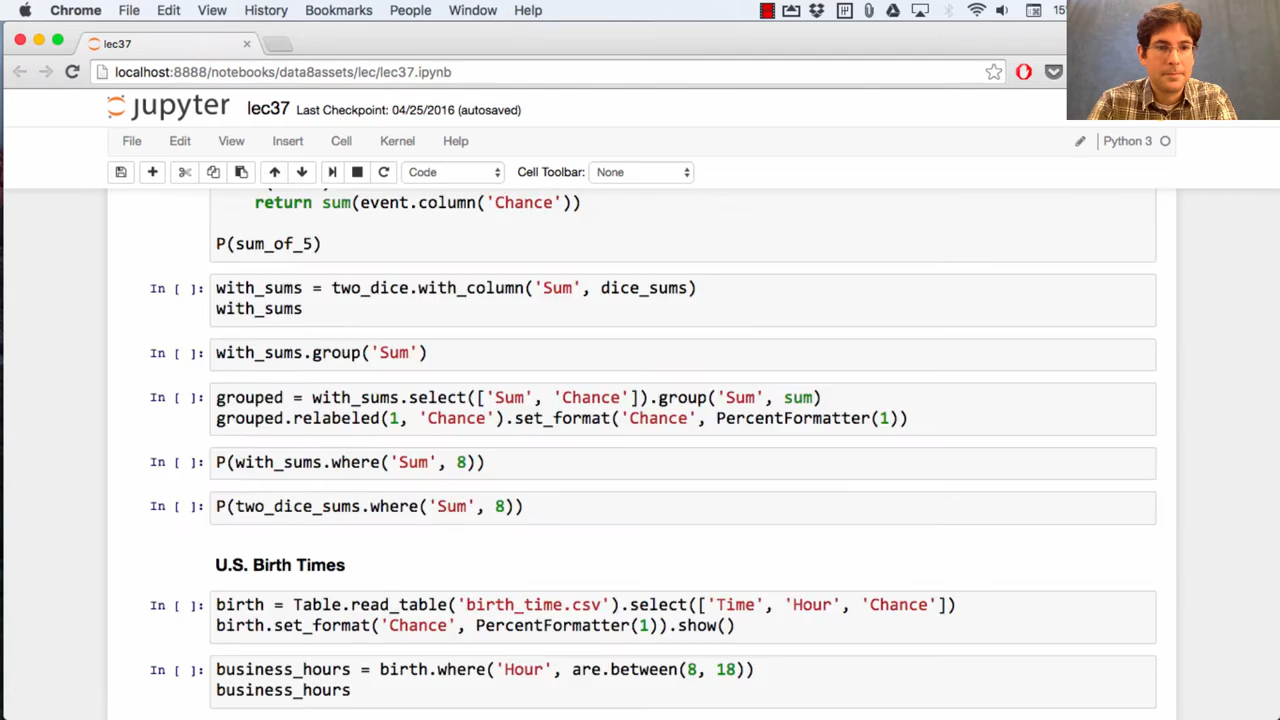 Chrome File Edit View History Bookmarks People Window Help
lec37
localhost:8888/notebooks/data8assets/lec/lec37.ipynb
jupyter lec37 Last Checkpoint: 04/25/2016 (autosaved)
File Edit View Insert Cell Kernel Help Python 3
Code Cell Toolbar: None
return sum(event.column('Chance'))
P(sum_of_5)
In [ ]: with_sums = two_dice.with_column('Sum', dice_sums)
with_sums
In [ ]: with_sums.group('Sum')
In [ ]: grouped = with_sums.select(['Sum', 'Chance']).group('Sum', sum)
grouped.relabeled(1, 'Chance').set_format('Chance', PercentFormatter(1))
In [ ]: P(with_sums.where('Sum', 8))
In [ ]: P(two_dice_sums.where('Sum', 8))
U.S. Birth Times
In [ ]: birth = Table.read_table('birth_time.csv').select(['Time', 'Hour', 'Chance'])
birth.set_format('Chance', PercentFormatter(1)).show()
In [ ]: business_hours = birth.where('Hour', are.between(8, 18))
business_hours